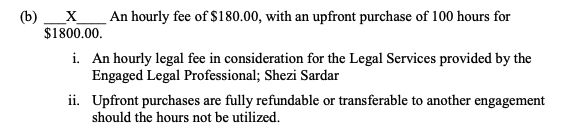 (b) ___X____ An hourly fee of $180.00, with an upfront purchase of 100 hours for
$1800.00.
i. An hourly legal fee in consideration for the Legal Services provided by the
Engaged Legal Professional; Shezi Sardar
ii. Upfront purchases are fully refundable or transferable to another engagement
should the hours not be utilized.